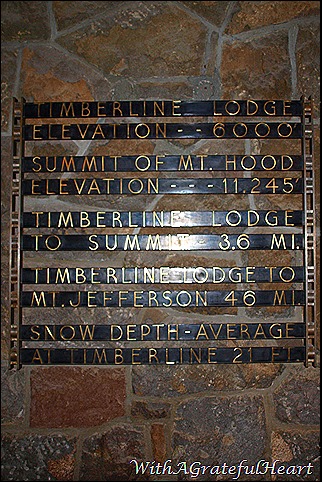 TIMBERLINE LODGE
ELEVATION -- 6000'
SUMMIT OF MT. HOOD
ELEVATION --- 11,245'
TIMBERLINE LODGE
TO SUMMIT 3.6 MI.
TIMBERLINE LODGE TO
MT. JEFFERSON 46 MI.
SNOW DEPTH-AVERAGE
AT TIMBERLINE 21 FT.
WithAGratefulHeart